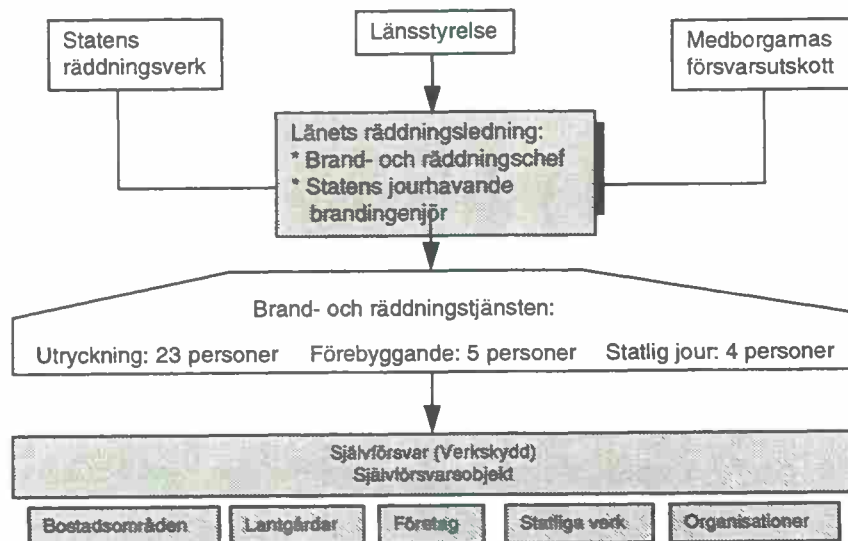 Statens
räddningsverk
Länsstyrelse
Medborgarnas
försvarsutskott
Länets räddningsledning:
* Brand- och räddningschef
* Statens jourhavande
brandingenjör
Brand- och räddningstjänsten:
Utryckning: 23 personer Förebyggande: 5 personer Statlig jour: 4 personer
Självförsvar (Verkskydd)
Självförsvarsobjekt
Bostadsområden Lantgårdar Företag Statliga verk Organisationer